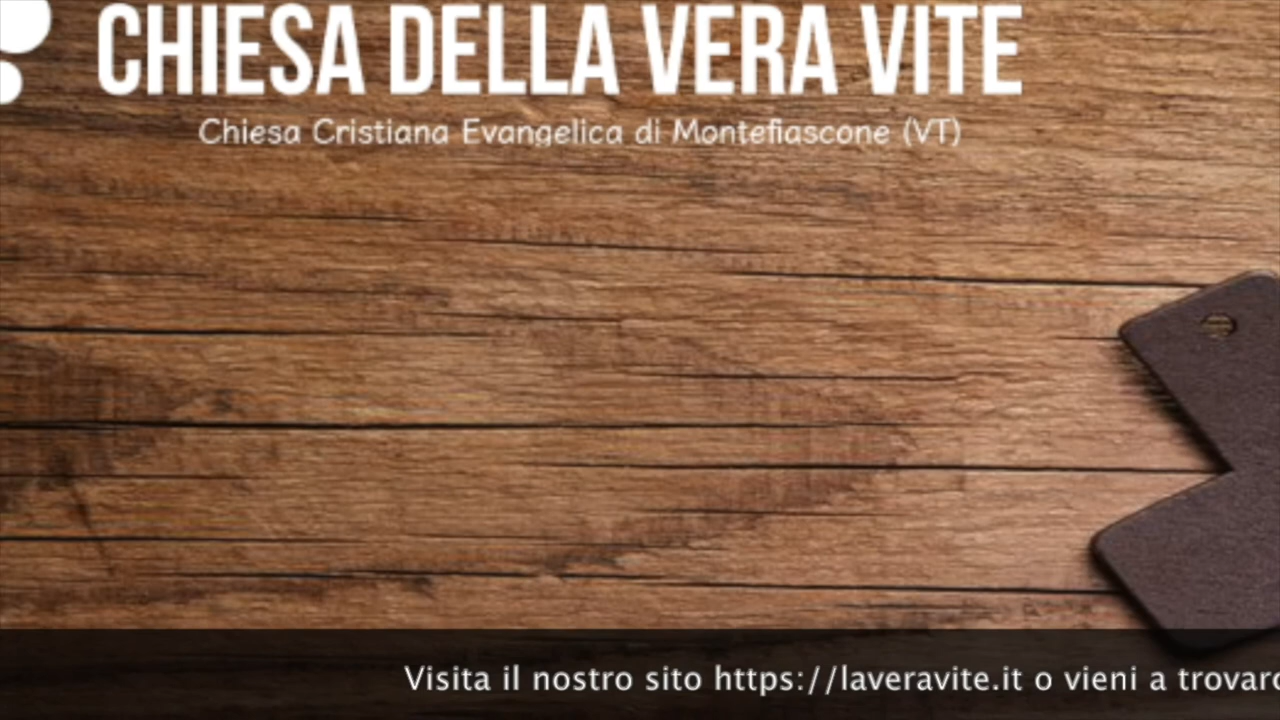 CHIESA DELLA VERA VITE
Chiesa Cristiana Evangelica di Montefiascone (VT)
Visita il nostro sito https://laveravite.it o vieni a